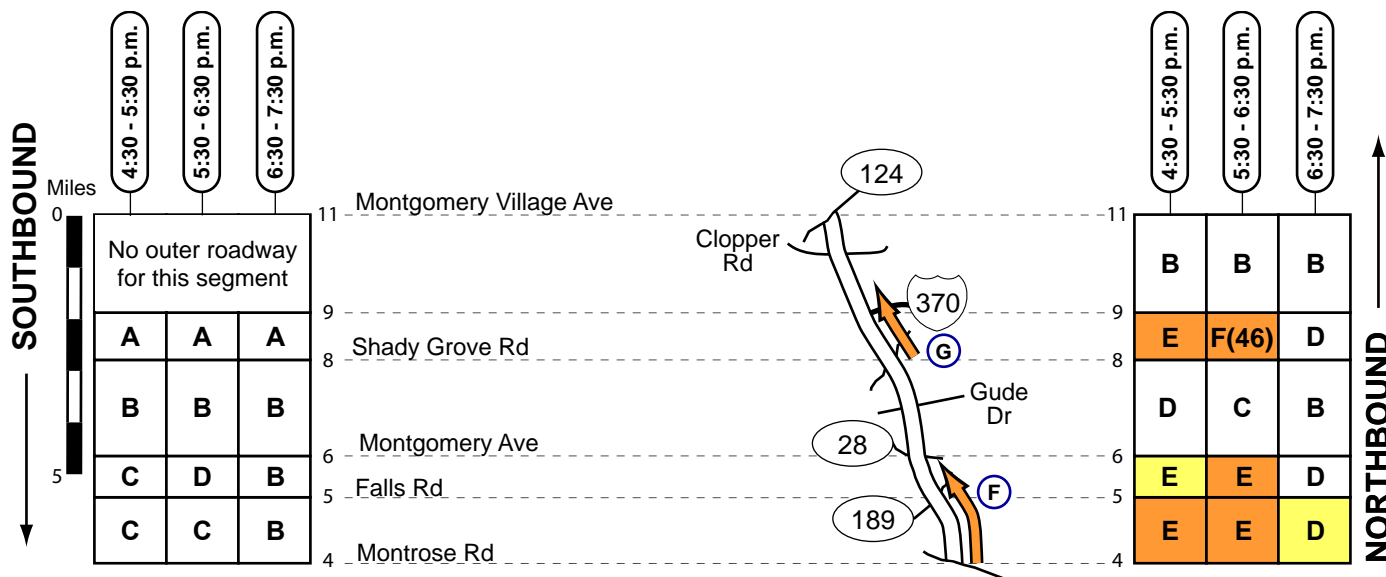 SOUTHBOUND
4:30 - 5:30 p.m.
5:30 - 6:30 p.m.
6:30 - 7:30 p.m.
Miles
0
5
No outer roadway
for this segment
A A A
B B B
C D B
C C B
11 Montgomery Village Ave
9
8 Shady Grove Rd
6 Montgomery Ave
5 Falls Rd
4 Montrose Rd
124
Clopper
Rd
370
G
Gude
Dr
28
F
189
4:30 - 5:30 p.m.
5:30 - 6:30 p.m.
6:30 - 7:30 p.m.
11
9
8
6
5
4
B B B
E F(46) D
D C B
E E D
E E D
NORTHBOUND